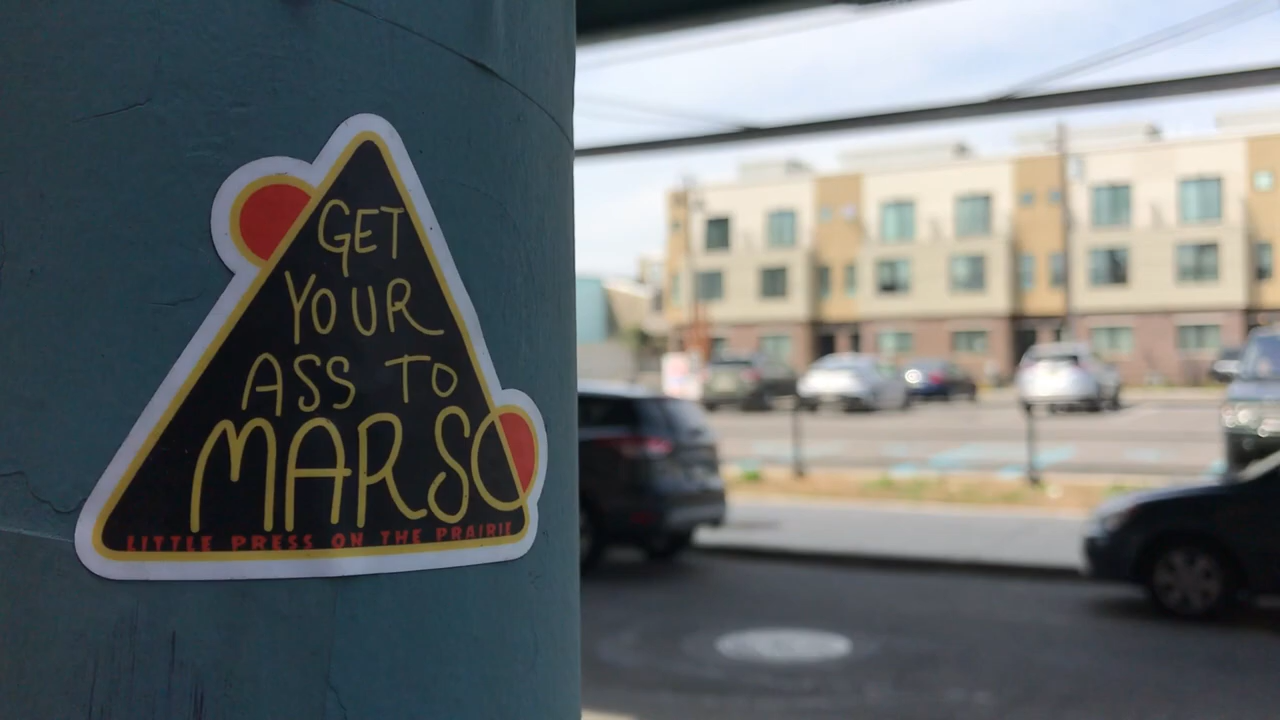 GET
YOUR
ASS TO
MARS
LITTLE PRESS ON THE PRAIRIE